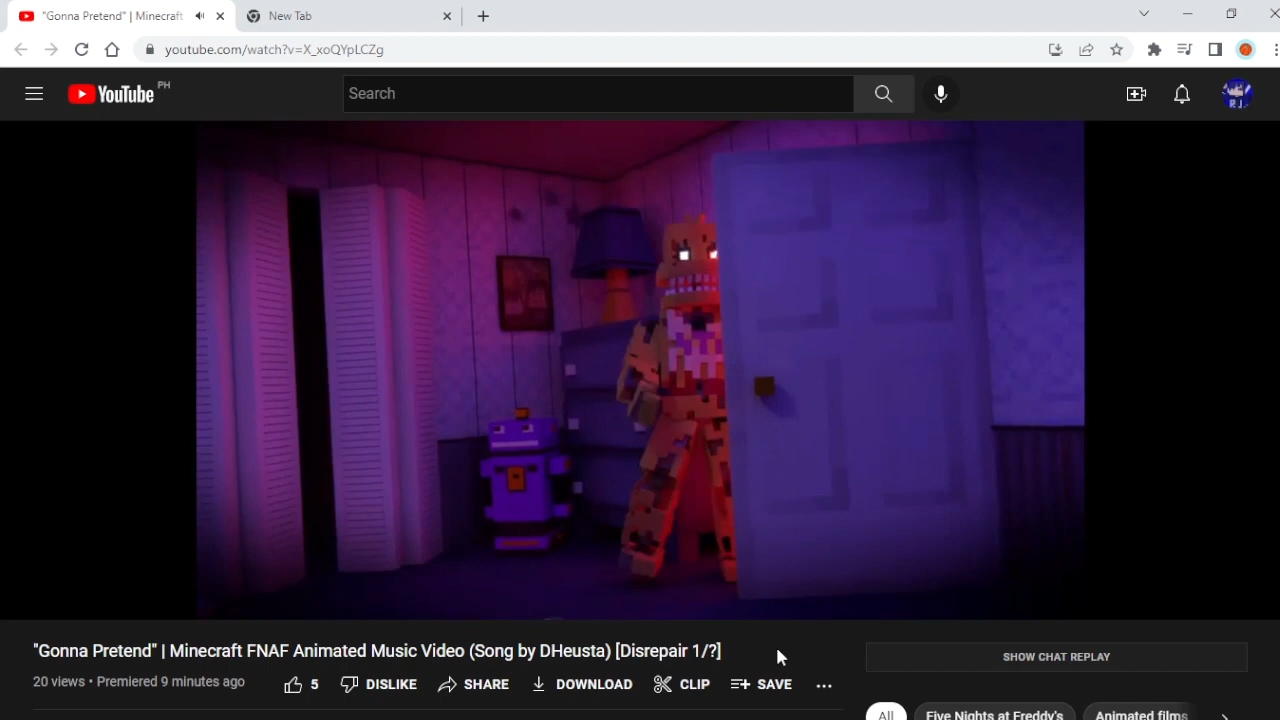 "Gonna Pretend" | Minecraft
New Tab
youtube.com/watch?v=X_xoQYpLCZg
YouTube PH
Search
R.J.
"Gonna Pretend" | Minecraft FNAF Animated Music Video (Song by DHeusta) [Disrepair 1/?]
20 views • Premiered 9 minutes ago
5
DISLIKE
SHARE
DOWNLOAD
CLIP
SAVE
SHOW CHAT REPLAY
All
Five Nights at Freddy's
Animated films